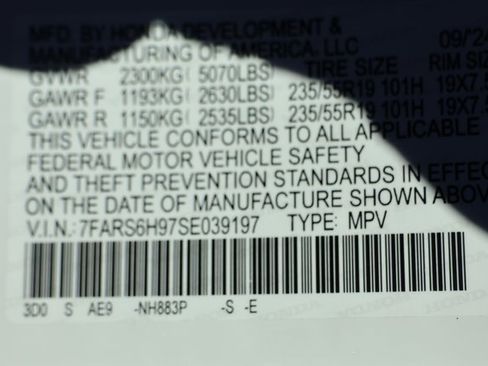 MFD. BY HONDA DEVELOPMENT &
MANUFACTURING OF AMERICA, LLC 09/'24
GVWR 2300KG( 5070LBS) TIRE SIZE RIM SIZE
GAWR F 1193KG( 2630LBS) 235/55R19 101H 19X7.5
GAWR R 1150KG( 2535LBS) 235/55R19 101H 19X7.5
THIS VEHICLE CONFORMS TO ALL APPLICABLE
FEDERAL MOTOR VEHICLE SAFETY
AND THEFT PREVENTION STANDARDS IN EFFEC
ON THE DATE OF MANUFACTURE SHOWN ABOV
V.I.N.:7FARS6H97SE039197 TYPE: MPV
3D0 S AE9 -NH883P -S -E